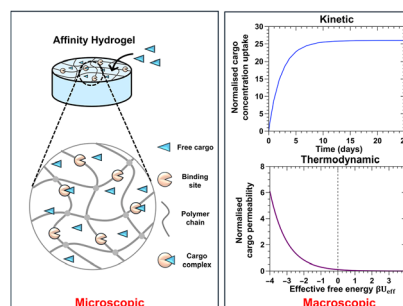 Affinity Hydrogel
Free cargo
Binding
site
Polymer
chain
Cargo
complex
Microscopic
Kinetic
Normalised cargo
concentration uptake
30
25
20
15
10
5
0
0 5 10 15 20 25
Time (days)
Thermodynamic
Normalised
cargo permeability
8
6
4
2
0
−4 −3 −2 −1 0 1 2 3
Effective free energy βUeff
Macroscopic